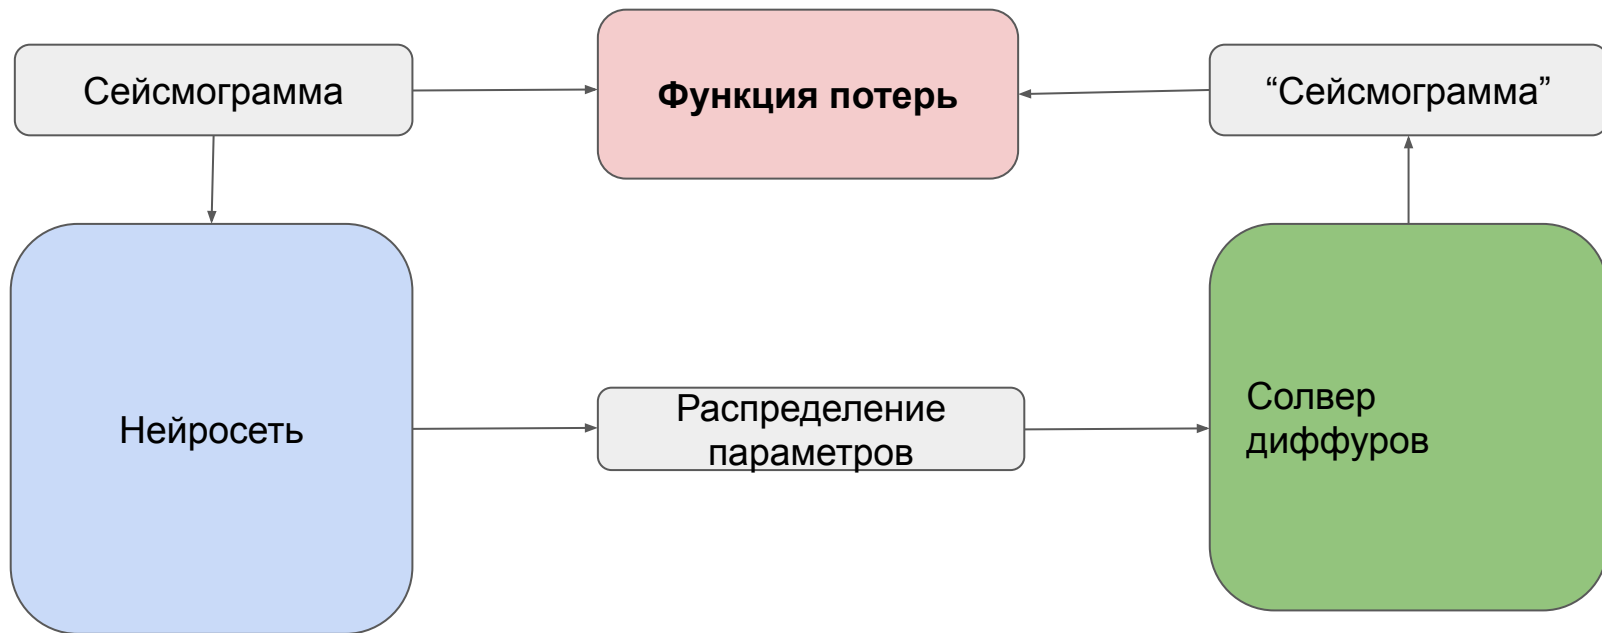 Сейсмограмма
Функция потерь
“Сейсмограмма”
Нейросеть
Распределение
параметров
Солвер
диффуров